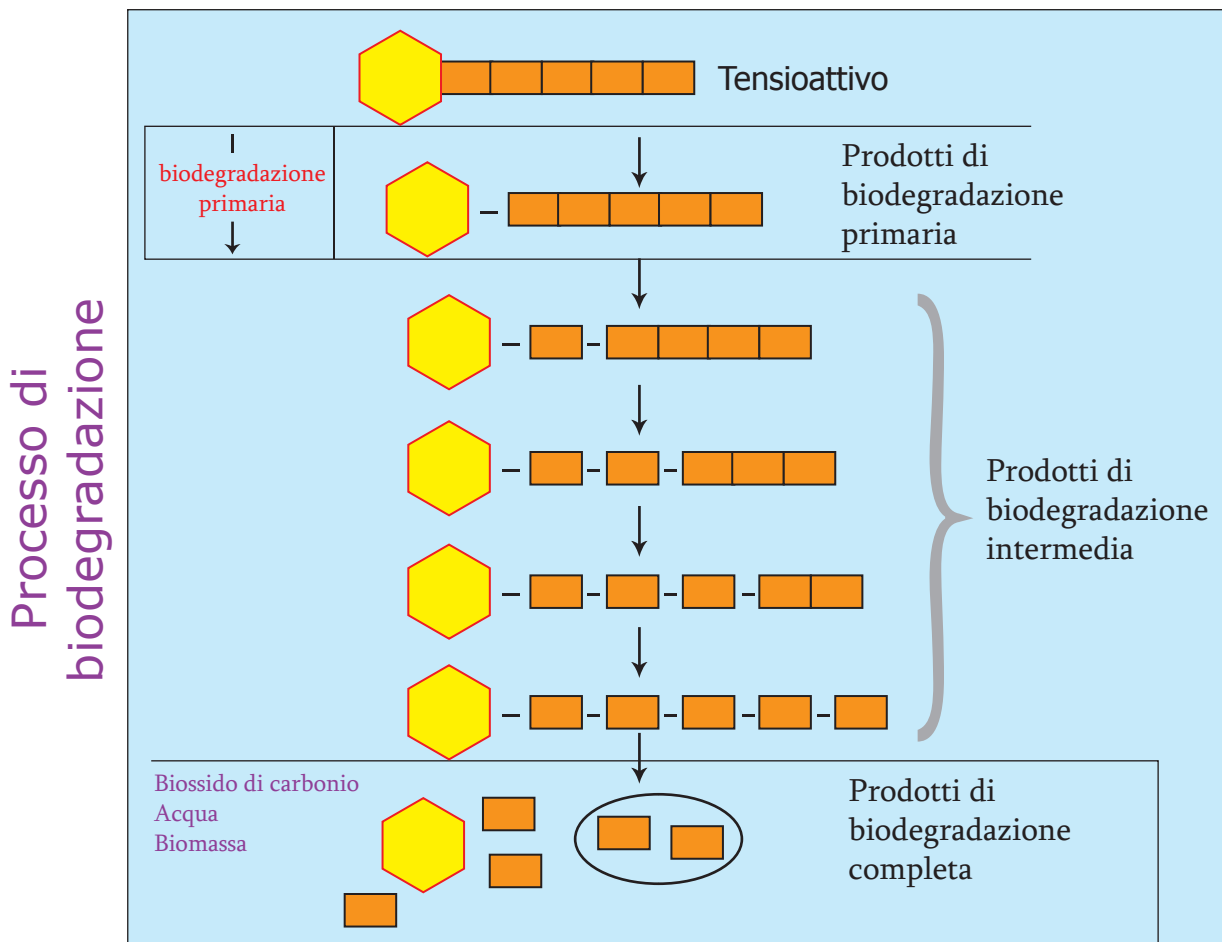 Processo di
biodegradazione
Tensioattivo
biodegradazione
primaria
Prodotti di
biodegradazione
primaria
Prodotti di
biodegradazione
intermedia
Biossido di carbonio
Acqua
Biomassa
Prodotti di
biodegradazione
completa